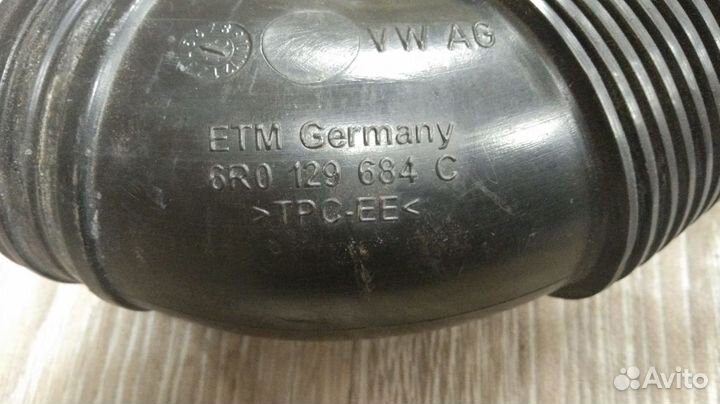 VW AG
ETM Germany
6R0 129 684 C
>TPC-EE<
Avito